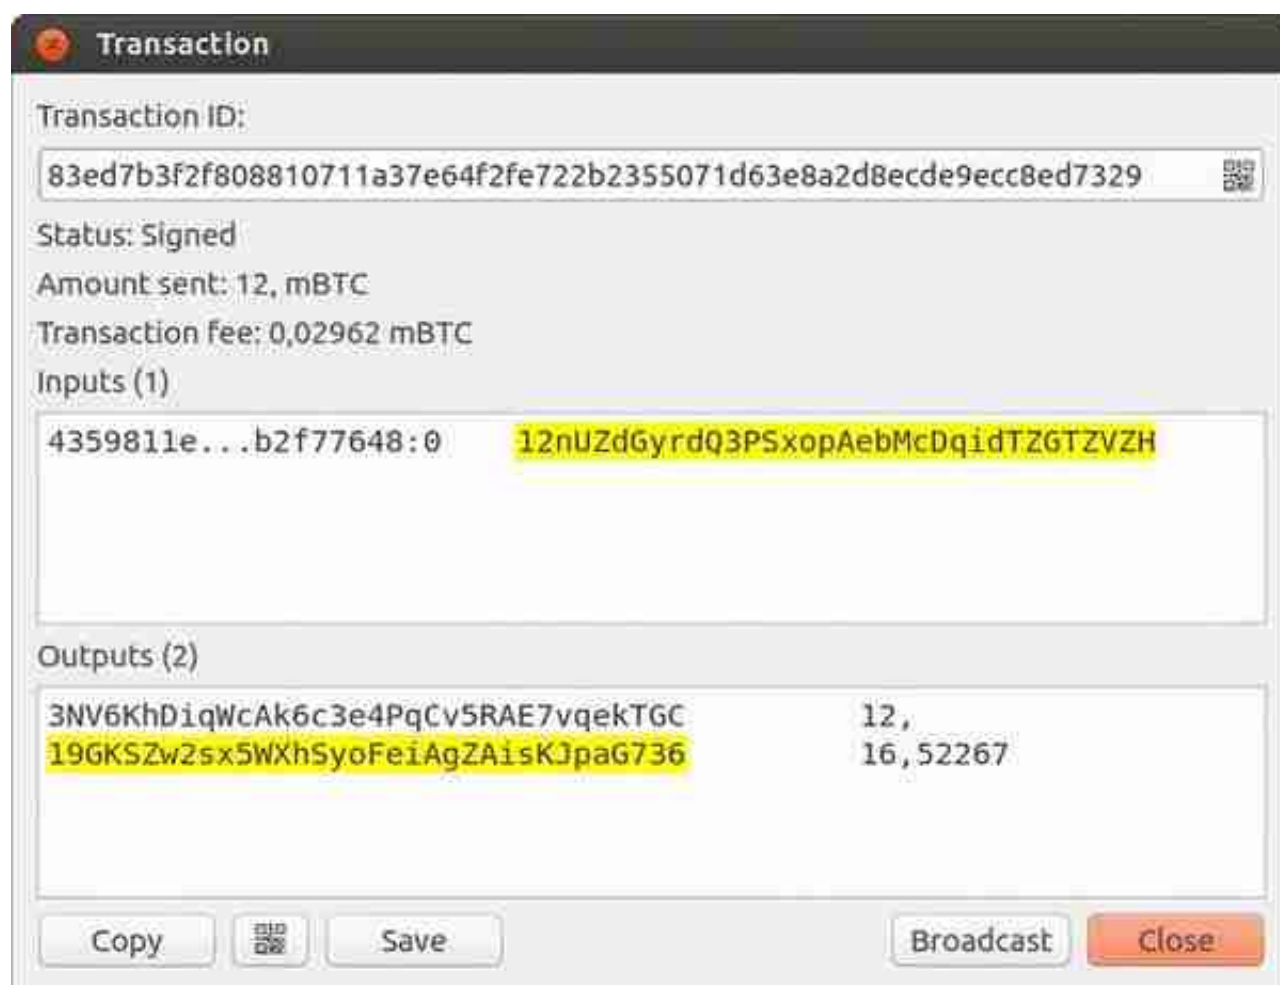 Transaction
Transaction ID:
83ed7b3f2f808810711a37e64f2fe722b2355071d63e8a2d8ecde9ecc8ed7329
Status: Signed
Amount sent: 12, mBTC
Transaction fee: 0,02962 mBTC
Inputs (1)
4359811e...b2f77648:0 12nUZdGyrdQ3PSxopAebMcDqidTZGTZVZH
Outputs (2)
3NV6KhDiqWcAk6c3e4PqCv5RAE7vqekTGC 12,
19GKSZw2sx5WXhSyoFeiAgZAisKJpaG736 16,52267
Copy Save Broadcast Close